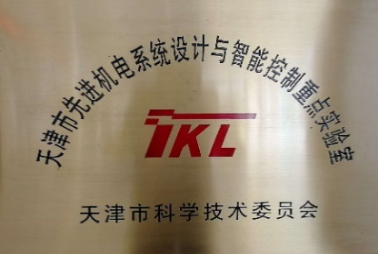 天津市先进机电系统设计与智能控制重点实验室
TKL
天津市科学技术委员会